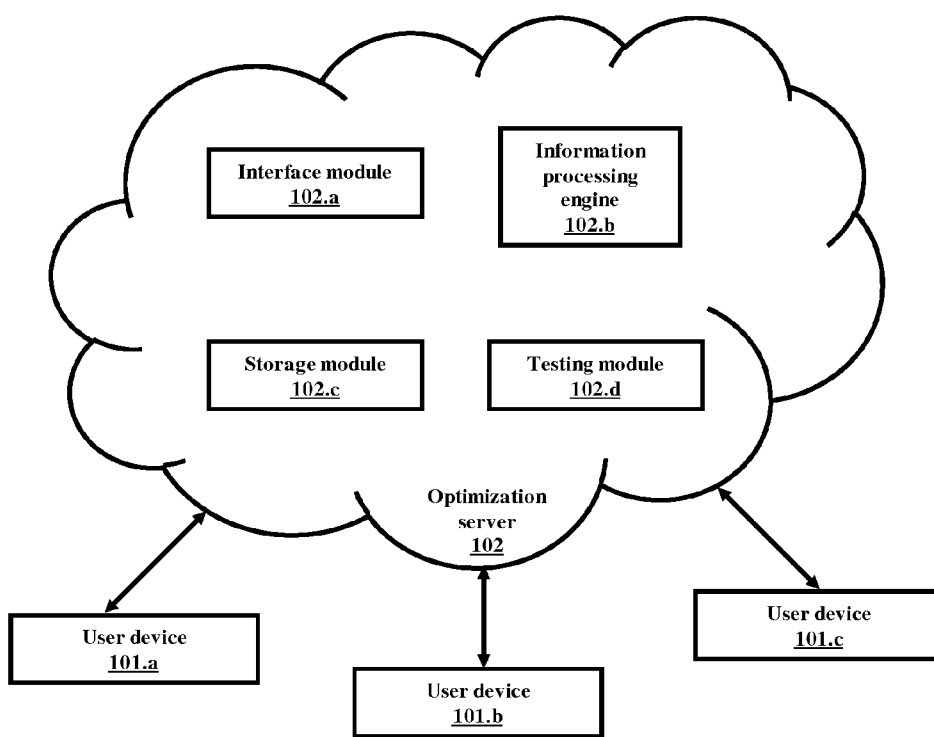 Interface module
102.a
Information
processing
engine
102.b
Storage module
102.c
Testing module
102.d
Optimization
server
102
User device
101.a
User device
101.b
User device
101.c